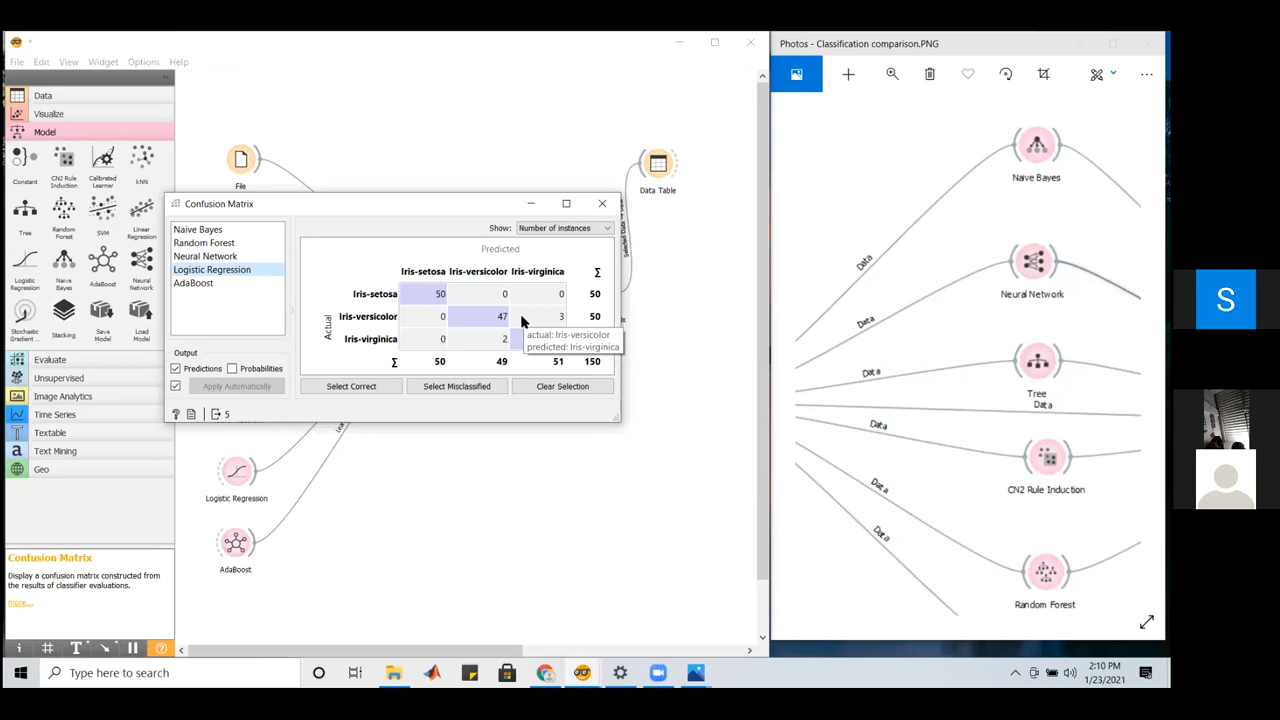 Photos - Classification comparison.PNG
File Edit View Widget Options Help
Data
Visualize
Model
Constant
CN2 Rule Induction
Calibrated Learner
kNN
Tree
Random Forest
SVM
Linear Regression
Logistic Regression
Naive Bayes
AdaBoost
Neural Network
Stochastic Gradient ...
Stacking
Save Model
Load Model
Evaluate
Unsupervised
Image Analytics
Time Series
Textable
Text Mining
Geo
Confusion Matrix
Display a confusion matrix constructed from
the results of classifier evaluations.
more...
File
Data Table
Confusion Matrix
Naive Bayes
Random Forest
Neural Network
Logistic Regression
AdaBoost
Output
Predictions
Probabilities
Apply Automatically
5
Show: Number of instances
Predicted
Iris-setosa Iris-versicolor Iris-virginica ∑
Actual
Iris-setosa 50 0 0 50
Iris-versicolor 0 47 3 50
Iris-virginica 0 2
∑ 50 49 51 150
actual: Iris-versicolor
predicted: Iris-virginica
Select Correct
Select Misclassified
Clear Selection
Selected Data
Logistic Regression
AdaBoost
Naive Bayes
Data
Neural Network
Data
Data
Tree
Data
Data
CN2 Rule Induction
Data
Data
Random Forest
S
Type here to search
2:10 PM
1/23/2021